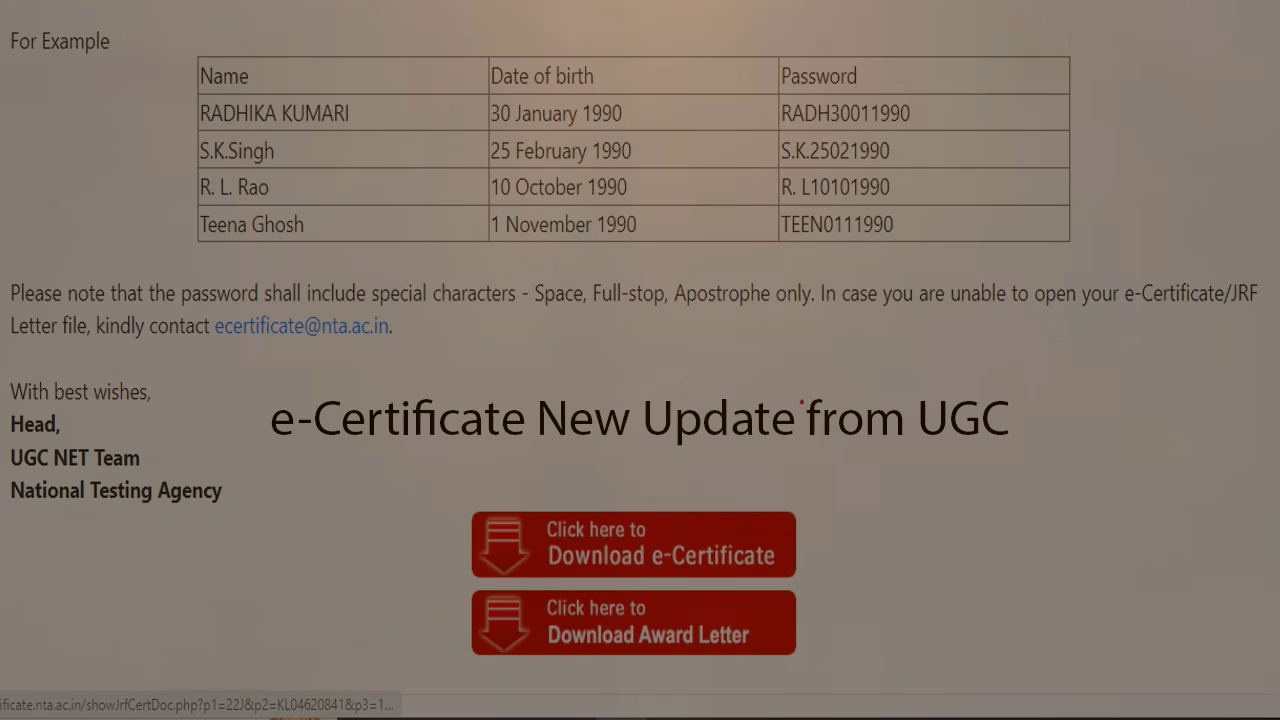 For Example
Name Date of birth Password
RADHIKA KUMARI 30 January 1990 RADH30011990
S.K.Singh 25 February 1990 S.K.25021990
R. L. Rao 10 October 1990 R. L10101990
Teena Ghosh 1 November 1990 TEEN0111990
Please note that the password shall include special characters - Space, Full-stop, Apostrophe only. In case you are unable to open your e-Certificate/JRF
Letter file, kindly contact ecertificate@nta.ac.in.
With best wishes,
Head,
e-Certificate New Update from UGC
UGC NET Team
National Testing Agency
Click here to
Download e-Certificate
Click here to
Download Award Letter
ificate.nta.ac.in/showJrfCertDoc.php?p1=22J&p2=KL04620841&p3=1...